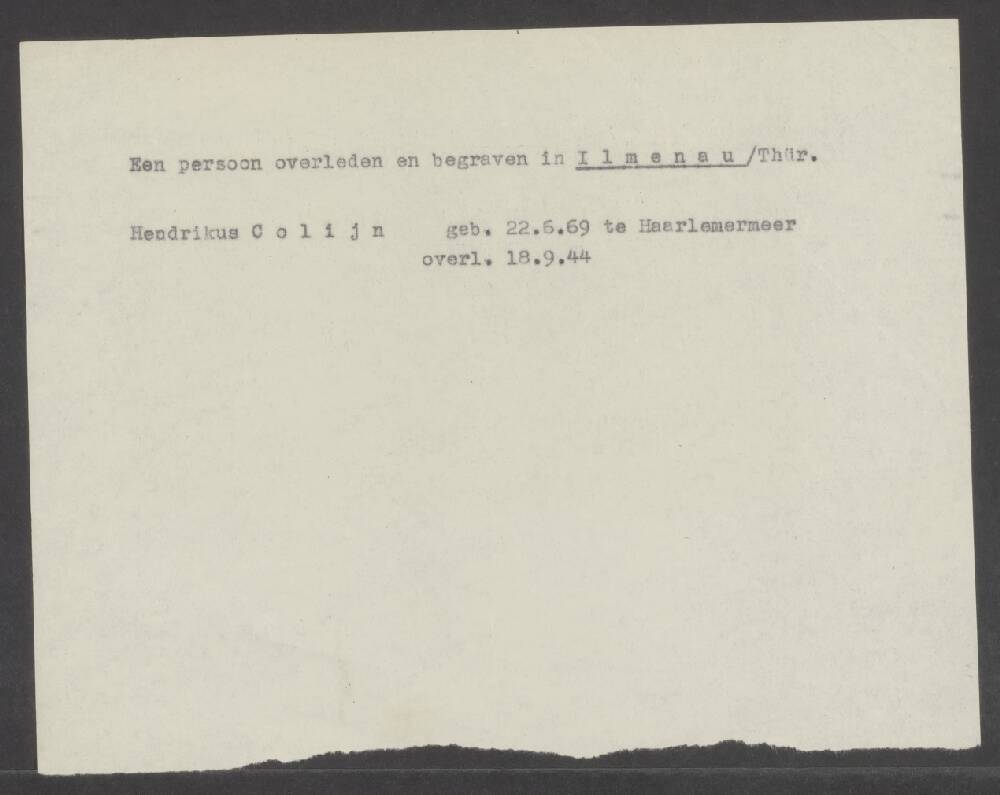 Een persoon overleden en begraven in I l m e n a u /Thür.
Hendrikus C o l i j n geb. 22.6.69 te Haarlemermeer
overl. 18.9.44